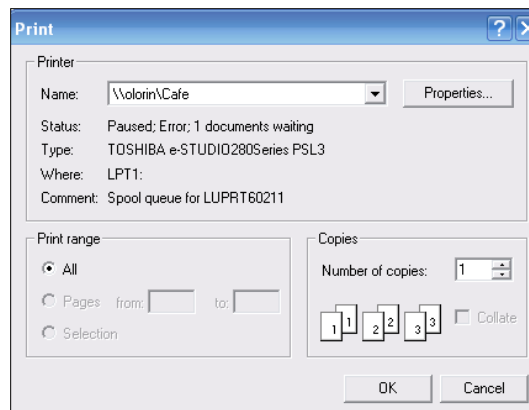 Print
Printer
Name: \\olorin\Cafe Properties...
Status: Paused; Error; 1 documents waiting
Type: TOSHIBA e-STUDIO280Series PSL3
Where: LPT1:
Comment: Spool queue for LUPRT60211
Print range
All
Pages from: to:
Selection
Copies
Number of copies: 1
1 1 2 2 3 3 Collate
OK Cancel